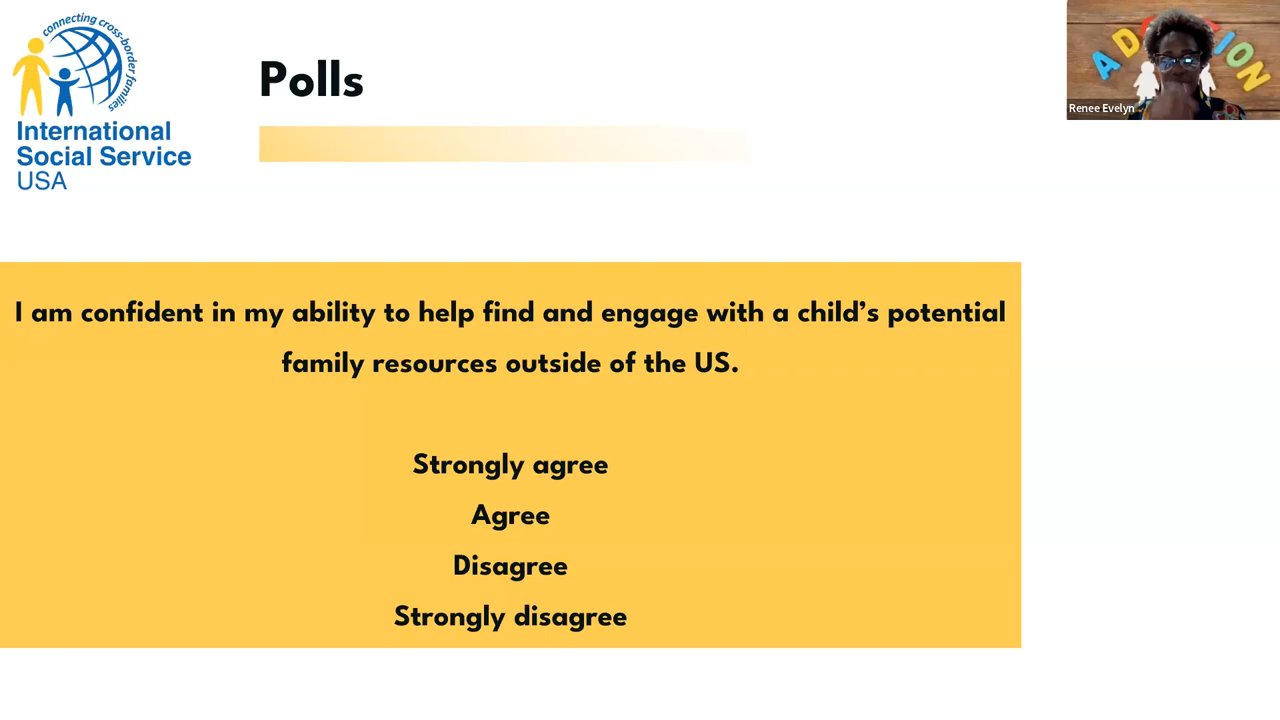 connecting cross-border families
International
Social Service
USA
Polls
ADOPTION
Renee Evelyn
I am confident in my ability to help find and engage with a child’s potential
family resources outside of the US.
Strongly agree
Agree
Disagree
Strongly disagree